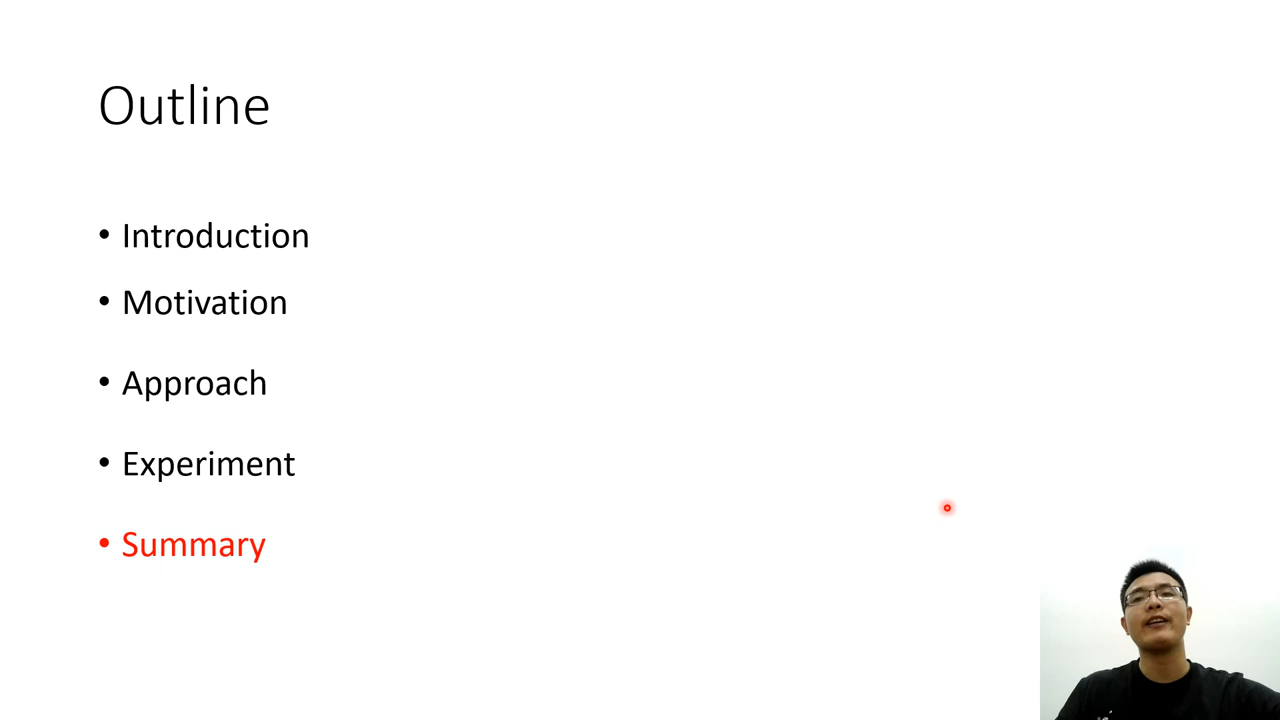 Outline
• Introduction
• Motivation
• Approach
• Experiment
• Summary